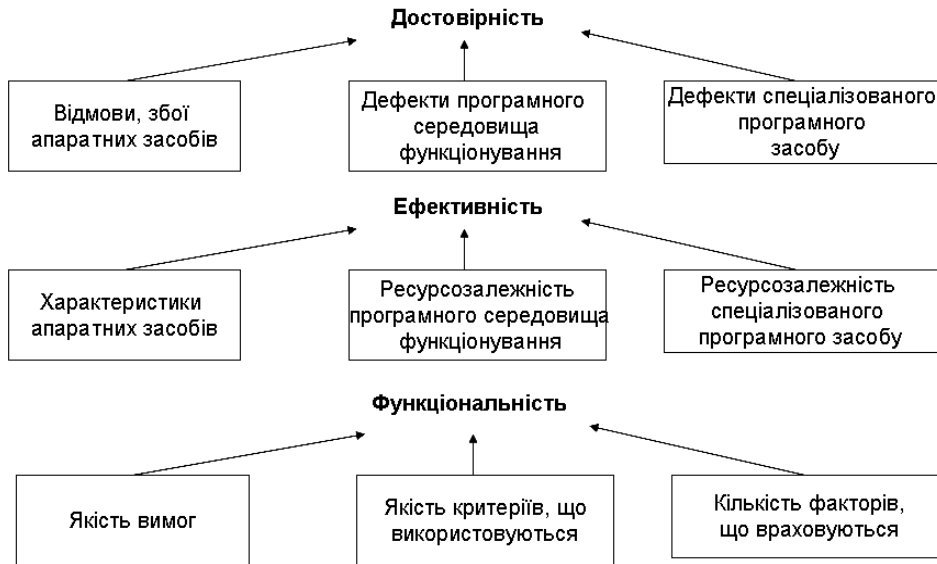 Достовірність
Відмови, збої
апаратних засобів
Дефекти програмного
середовища
функціонування
Дефекти спеціалізованого
програмного
засобу
Ефективність
Характеристики
апаратних засобів
Ресурсозалежність
програмного середовища
функціонування
Ресурсозалежність
спеціалізованого
програмного засобу
Функціональність
Якість вимог
Якість критеріїв, що
використовуються
Кількість факторів,
що враховуються